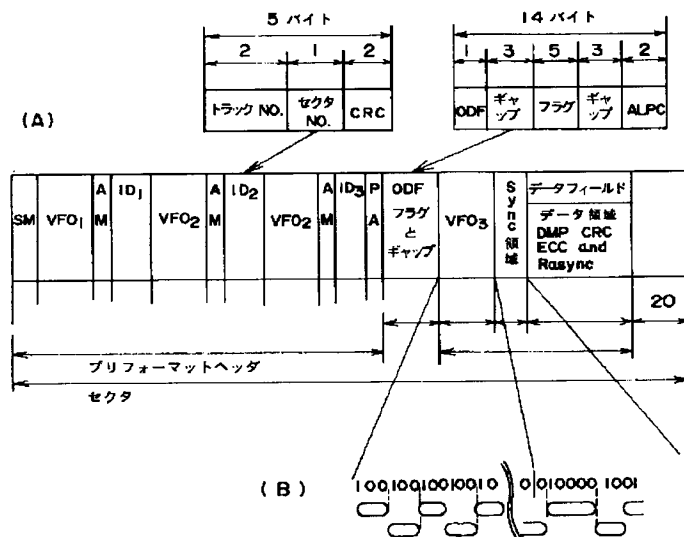 5 バイト
2 1 2
トラック NO. セクタ NO. CRC
14 バイト
1 3 5 3 2
ODF ギャップ フラグ ギャップ ALPC
(A)
SM VFO1 AM ID1 VFO2 AM ID2 VFO2 AM ID3 PA ODF フラグ と ギャップ VFO3 Sync 領域 データフィールド
データ領域
DMP CRC
ECC and
Rasync
20
プリフォーマットヘッダ
セクタ
(B)
10010010010010 0010000 1001